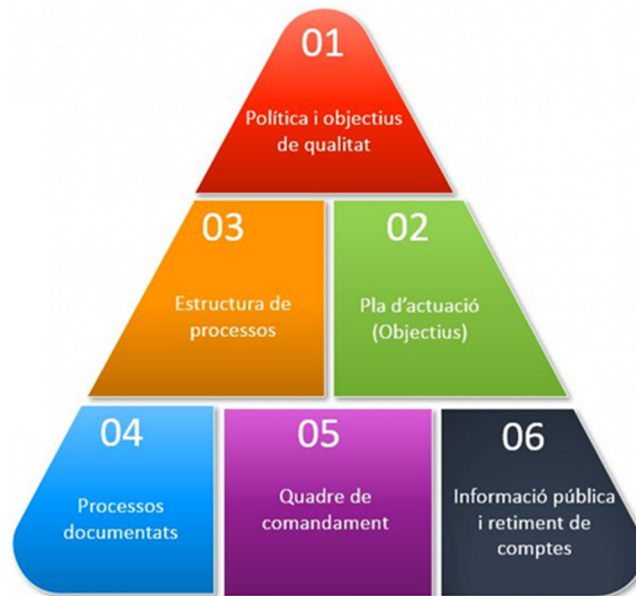 01
Política i objectius
de qualitat
03
Estructura de
processos
02
Pla d'actuació
(Objectius)
04
Processos
documentats
05
Quadre de
comandament
06
Informació pública
i retiment de
comptes